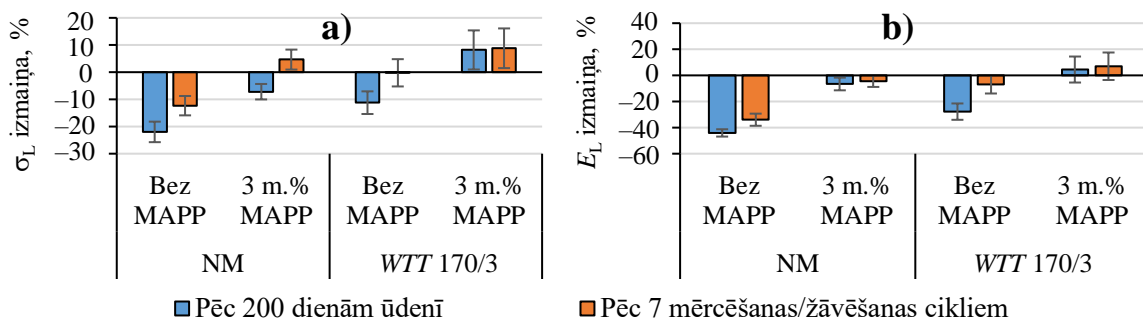 a)
σL izmaiņa, %
20
10
0
–10
–20
–30
Bez MAPP
3 m.% MAPP
Bez MAPP
3 m.% MAPP
NM
WTT 170/3
b)
EL izmaiņa, %
40
20
0
–20
–40
–60
Bez MAPP
3 m.% MAPP
Bez MAPP
3 m.% MAPP
NM
WTT 170/3
Pēc 200 dienām ūdenī
Pēc 7 mērcēšanas/žāvēšanas cikliem